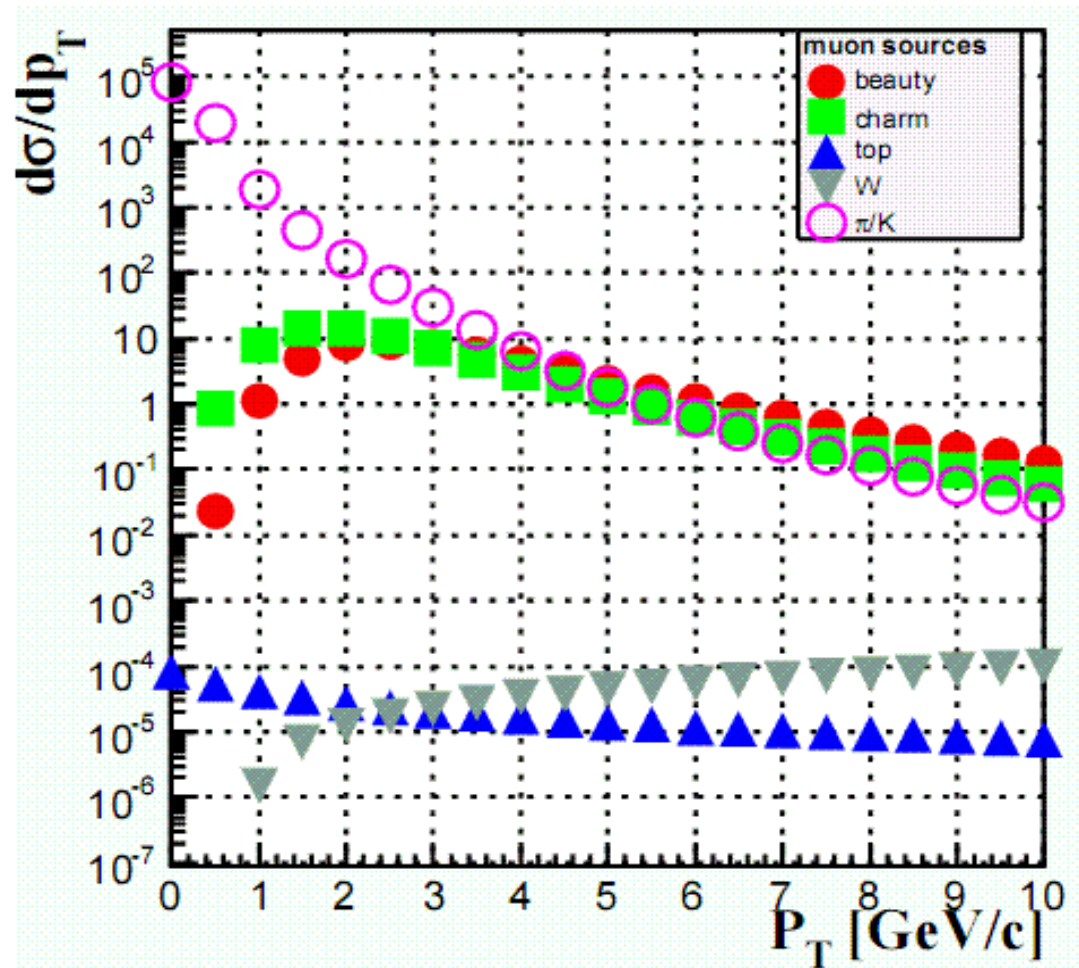 dσ/dp_T
muon sources
beauty
charm
top
W
π/K
10^5
10^4
10^3
10^2
10
1
10^-1
10^-2
10^-3
10^-4
10^-5
10^-6
10^-7
0 1 2 3 4 5 6 7 8 9 10
P_T [GeV/c]